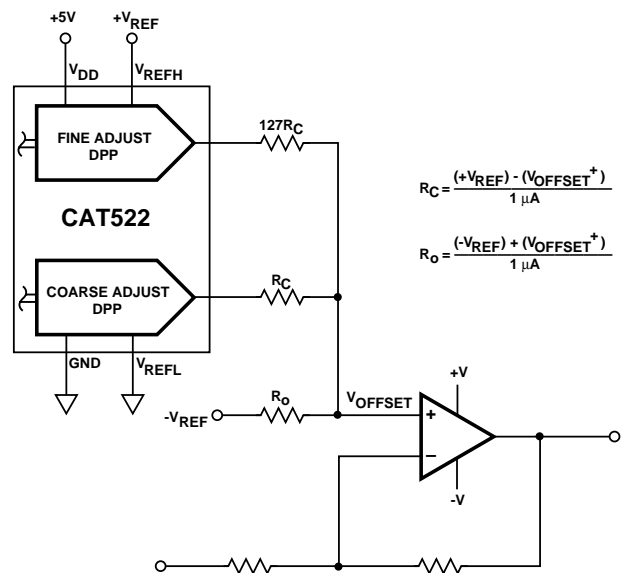 +5V
+VREF
VDD
VREFH
FINE ADJUST
DPP
127RC
CAT522
RC = (+VREF) - (VOFFSET+)
1 µA
Ro = (-VREF) + (VOFFSET+)
1 µA
COARSE ADJUST
DPP
RC
GND
VREFL
Ro
-VREF
VOFFSET
+V
+
–
-V